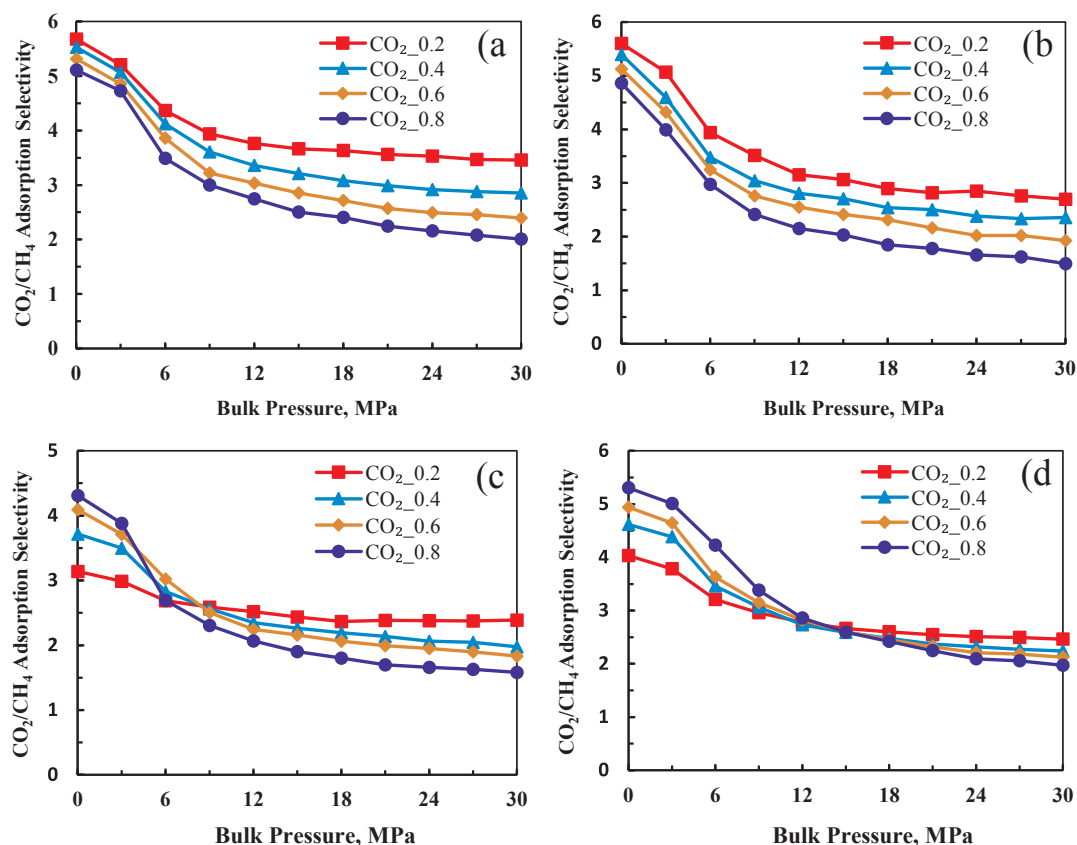 (a)
CO₂/CH₄ Adsorption Selectivity
6
5
4
3
2
1
0
CO₂_0.2
CO₂_0.4
CO₂_0.6
CO₂_0.8
0 6 12 18 24 30
Bulk Pressure, MPa
(b)
CO₂/CH₄ Adsorption Selectivity
6
5
4
3
2
1
0
CO₂_0.2
CO₂_0.4
CO₂_0.6
CO₂_0.8
0 6 12 18 24 30
Bulk Pressure, MPa
(c)
CO₂/CH₄ Adsorption Selectivity
5
4
3
2
1
0
CO₂_0.2
CO₂_0.4
CO₂_0.6
CO₂_0.8
0 6 12 18 24 30
Bulk Pressure, MPa
(d)
CO₂/CH₄ Adsorption Selectivity
6
5
4
3
2
1
0
CO₂_0.2
CO₂_0.4
CO₂_0.6
CO₂_0.8
0 6 12 18 24 30
Bulk Pressure, MPa